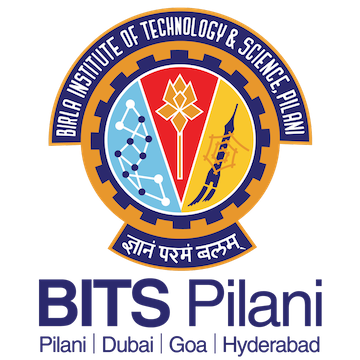 BIRLA INSTITUTE OF TECHNOLOGY & SCIENCE, PILANI
ज्ञानं परमं बलम्
BITS Pilani
Pilani | Dubai | Goa | Hyderabad